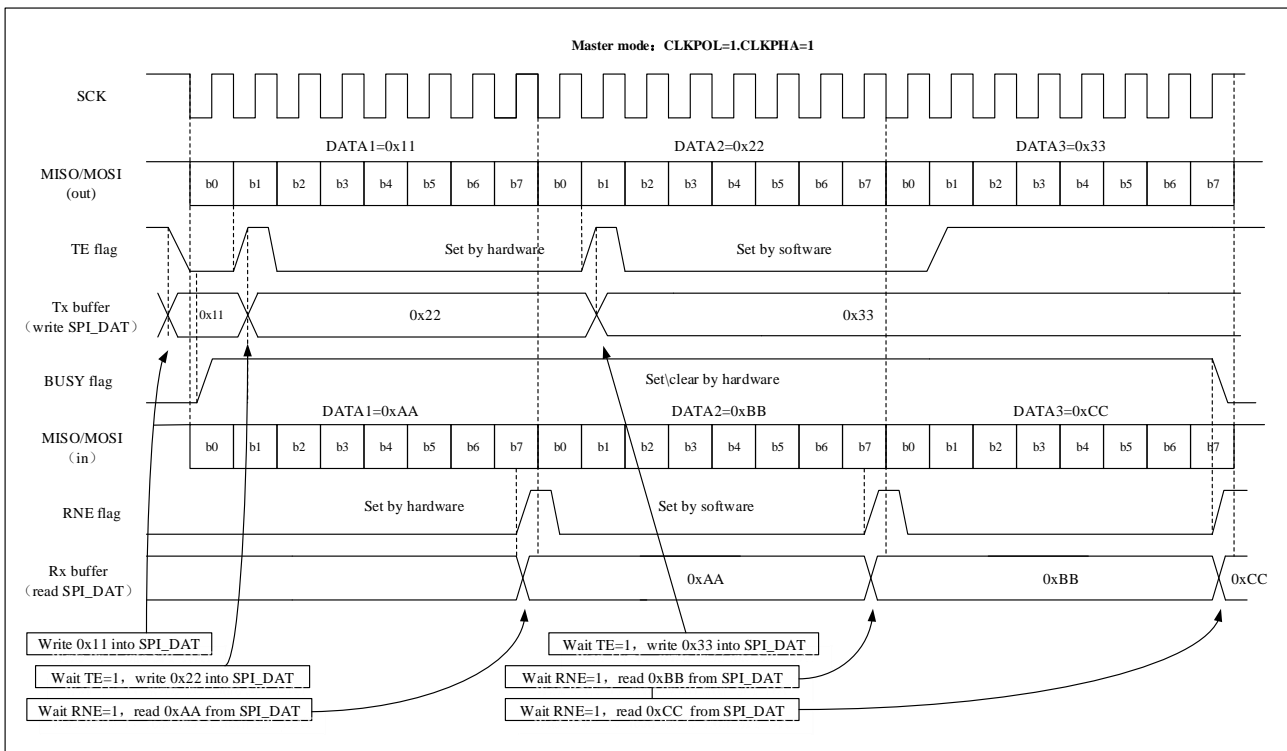 Master mode：CLKPOL=1.CLKPHA=1
SCK
DATA1=0x11 DATA2=0x22 DATA3=0x33
MISO/MOSI
(out)
b0 b1 b2 b3 b4 b5 b6 b7 b0 b1 b2 b3 b4 b5 b6 b7 b0 b1 b2 b3 b4 b5 b6 b7
TE flag
Set by hardware Set by software
Tx buffer
（write SPI_DAT）
0x11 0x22 0x33
BUSY flag
Set\clear by hardware
DATA1=0xAA DATA2=0xBB DATA3=0xCC
MISO/MOSI
（in）
b0 b1 b2 b3 b4 b5 b6 b7 b0 b1 b2 b3 b4 b5 b6 b7 b0 b1 b2 b3 b4 b5 b6 b7
RNE flag
Set by hardware Set by software
Rx buffer
（read SPI_DAT）
0xAA 0xBB 0xCC
Write 0x11 into SPI_DAT
Wait TE=1，write 0x33 into SPI_DAT
Wait TE=1，write 0x22 into SPI_DAT
Wait RNE=1，read 0xBB from SPI_DAT
Wait RNE=1，read 0xAA from SPI_DAT
Wait RNE=1，read 0xCC from SPI_DAT